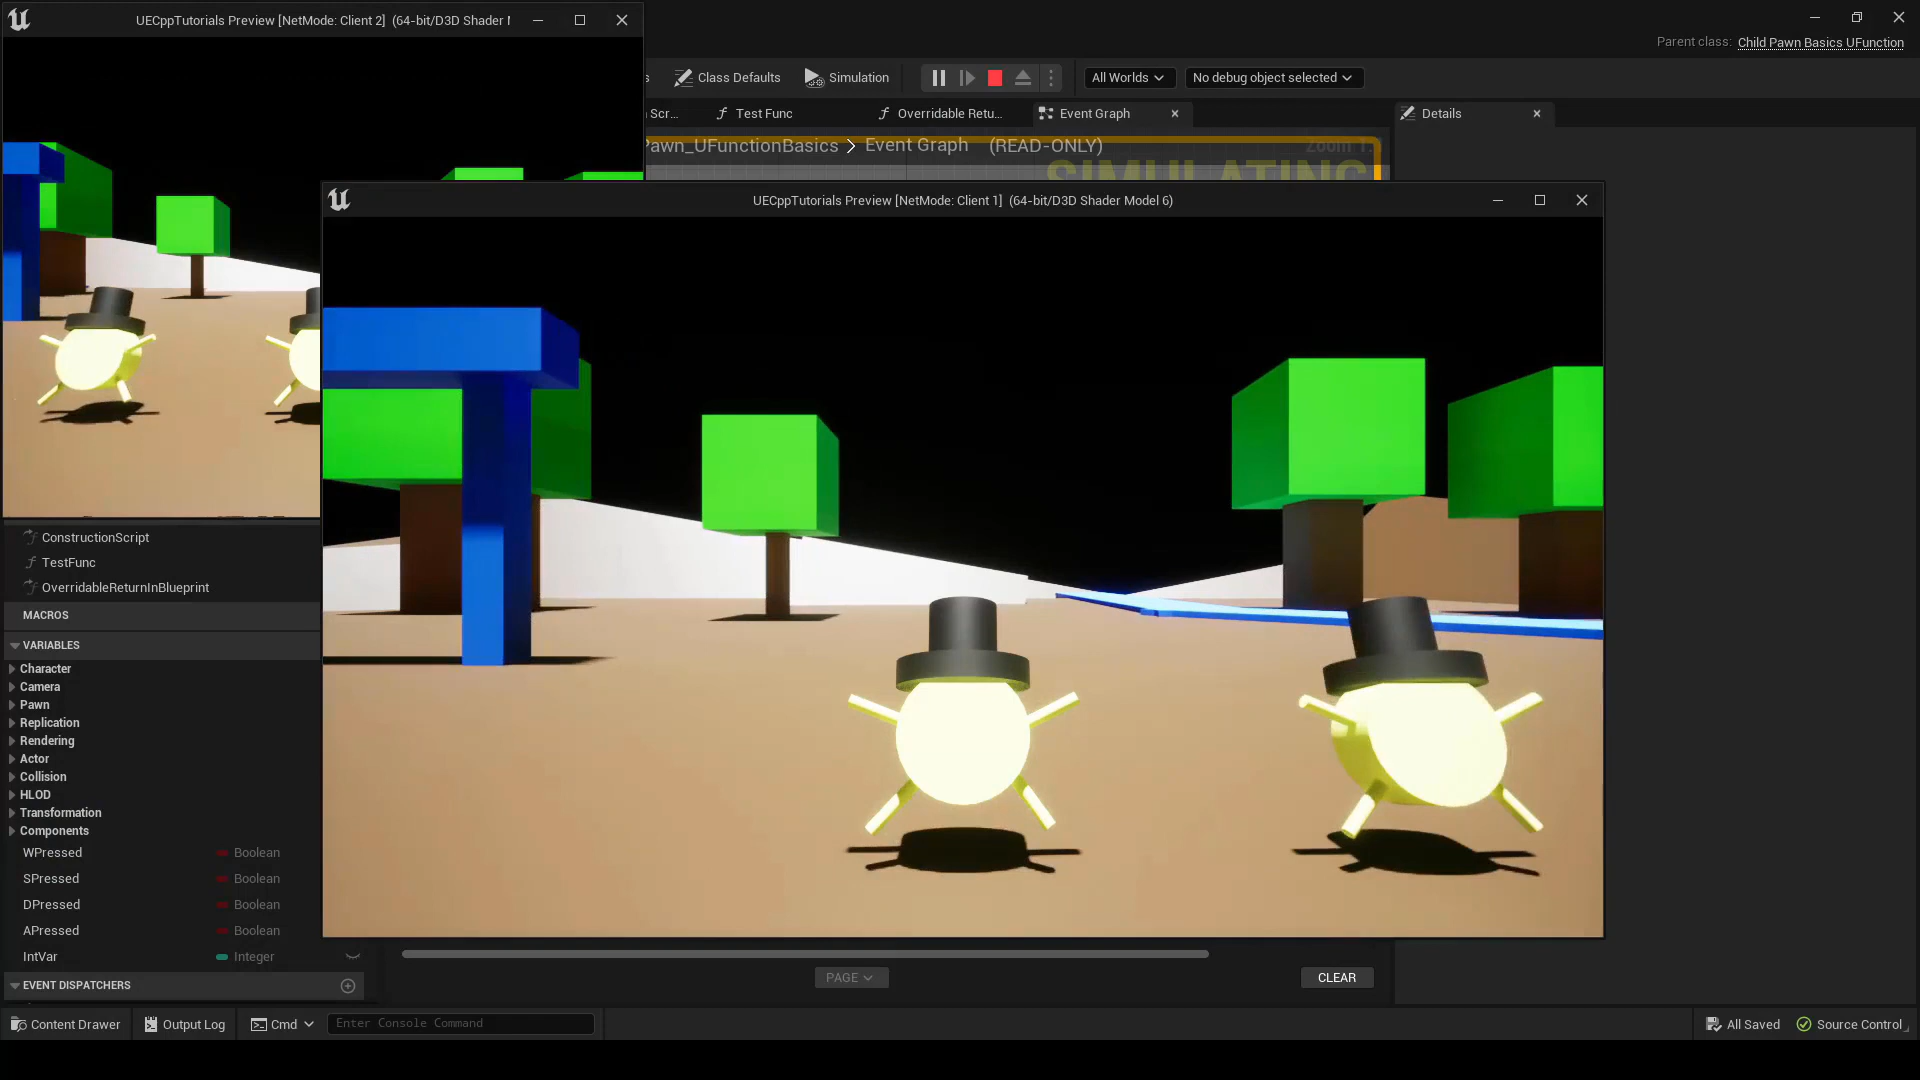 UECppTutorials Preview [NetMode: Client 2]  (64-bit/D3D Shader
Parent class: Child Pawn Basics UFunction
Class Defaults
Simulation
All Worlds
No debug object selected
Scr...
Test Func
Overridable Retu...
Event Graph
Details
Pawn_UFunctionBasics > Event Graph (READ-ONLY)
SIMULATING
UECppTutorials Preview [NetMode: Client 1]  (64-bit/D3D Shader Model 6)
ConstructionScript
TestFunc
OverridableReturnInBlueprint
MACROS
VARIABLES
Character
Camera
Pawn
Replication
Rendering
Actor
Collision
HLOD
Transformation
Components
WPressed Boolean
SPressed Boolean
DPressed Boolean
APressed Boolean
IntVar Integer
EVENT DISPATCHERS
PAGE
CLEAR
Content Drawer
Output Log
Cmd
Enter Console Command
All Saved
Source Control